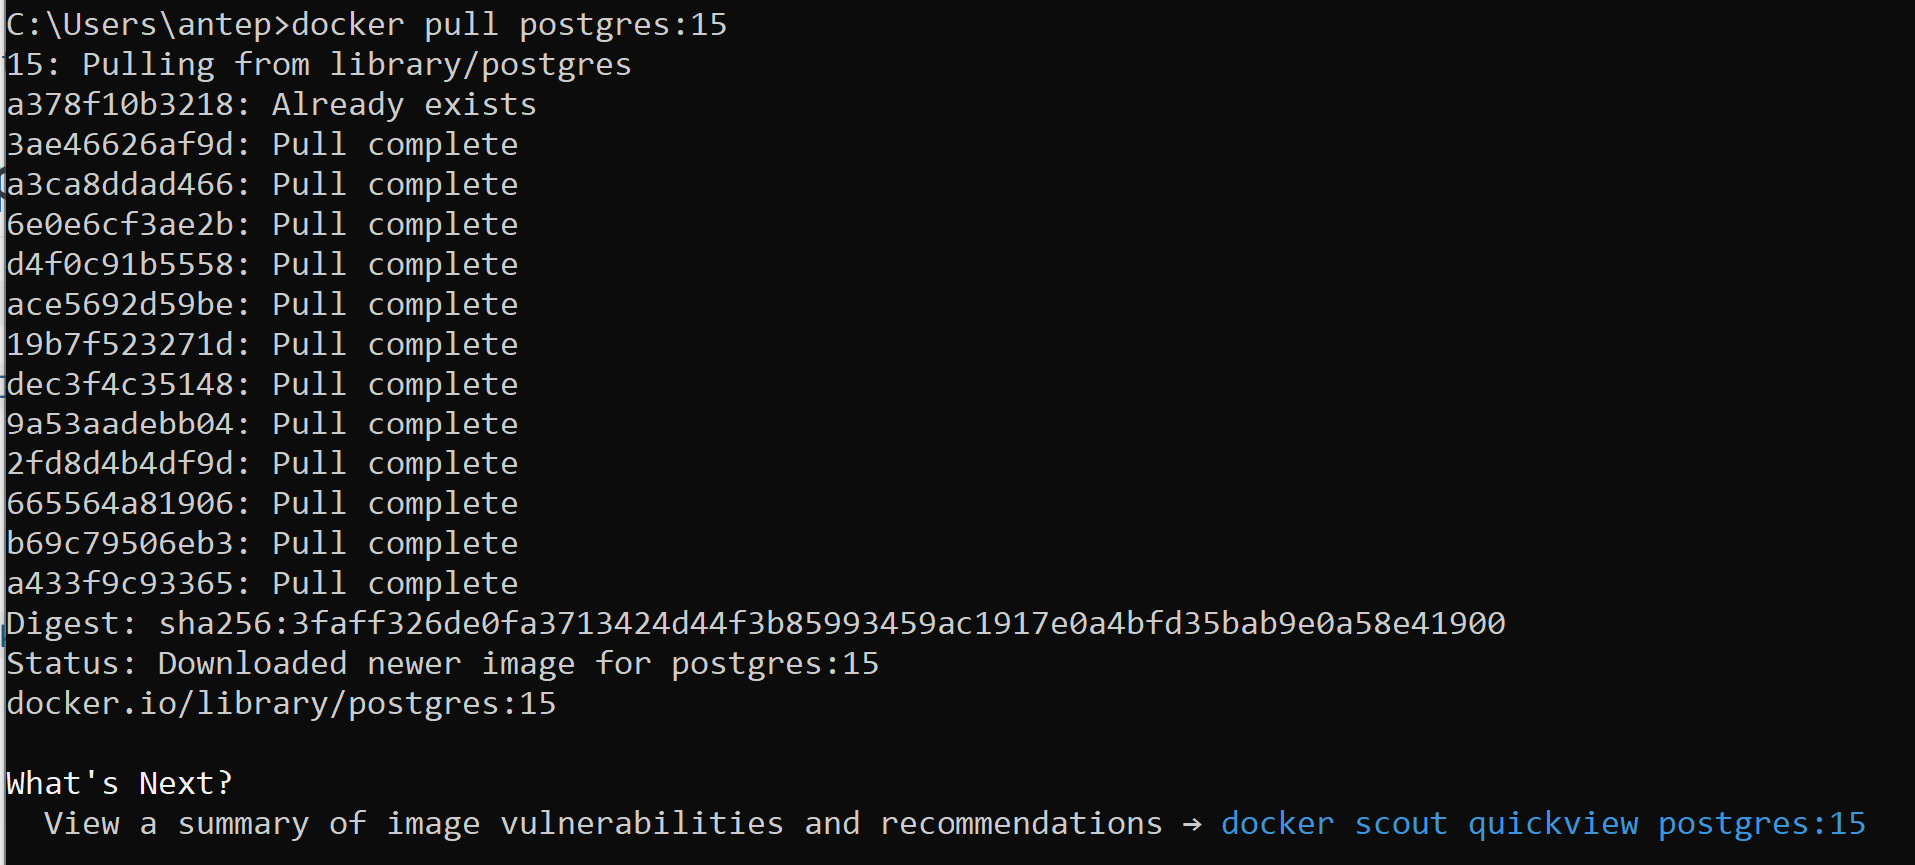 C:\Users\antep>docker pull postgres:15
15: Pulling from library/postgres
a378f10b3218: Already exists
3ae46626af9d: Pull complete
a3ca8ddad466: Pull complete
6e0e6cf3ae2b: Pull complete
d4f0c91b5558: Pull complete
ace5692d59be: Pull complete
19b7f523271d: Pull complete
dec3f4c35148: Pull complete
9a53aadebb04: Pull complete
2fd8d4b4df9d: Pull complete
665564a81906: Pull complete
b69c79506eb3: Pull complete
a433f9c93365: Pull complete
Digest: sha256:3faff326de0fa3713424d44f3b85993459ac1917e0a4bfd35bab9e0a58e41900
Status: Downloaded newer image for postgres:15
docker.io/library/postgres:15
What's Next?
View a summary of image vulnerabilities and recommendations → docker scout quickview postgres:15